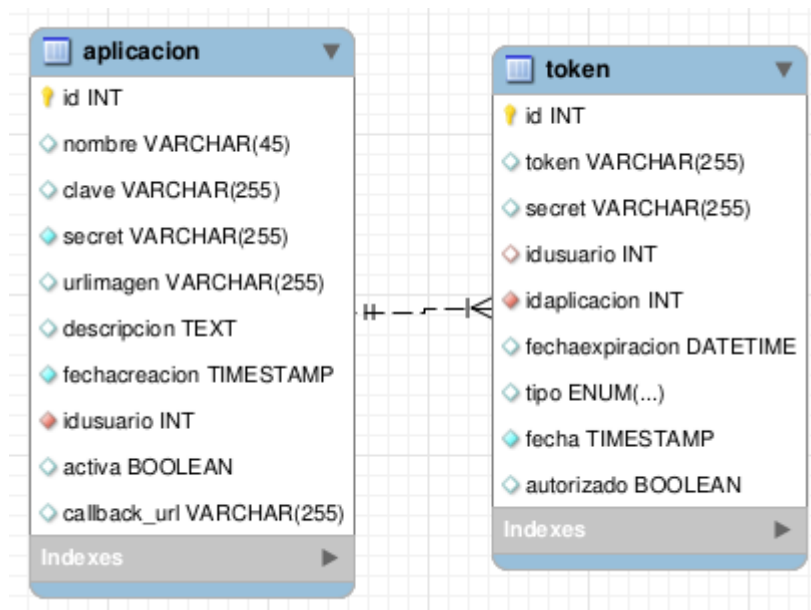 aplicacion
id INT
nombre VARCHAR(45)
clave VARCHAR(255)
secret VARCHAR(255)
urlimagen VARCHAR(255)
descripcion TEXT
fechacreacion TIMESTAMP
idusuario INT
activa BOOLEAN
callback_url VARCHAR(255)
Indexes
token
id INT
token VARCHAR(255)
secret VARCHAR(255)
idusuario INT
idaplicacion INT
fechaexpiracion DATETIME
tipo ENUM(...)
fecha TIMESTAMP
autorizado BOOLEAN
Indexes